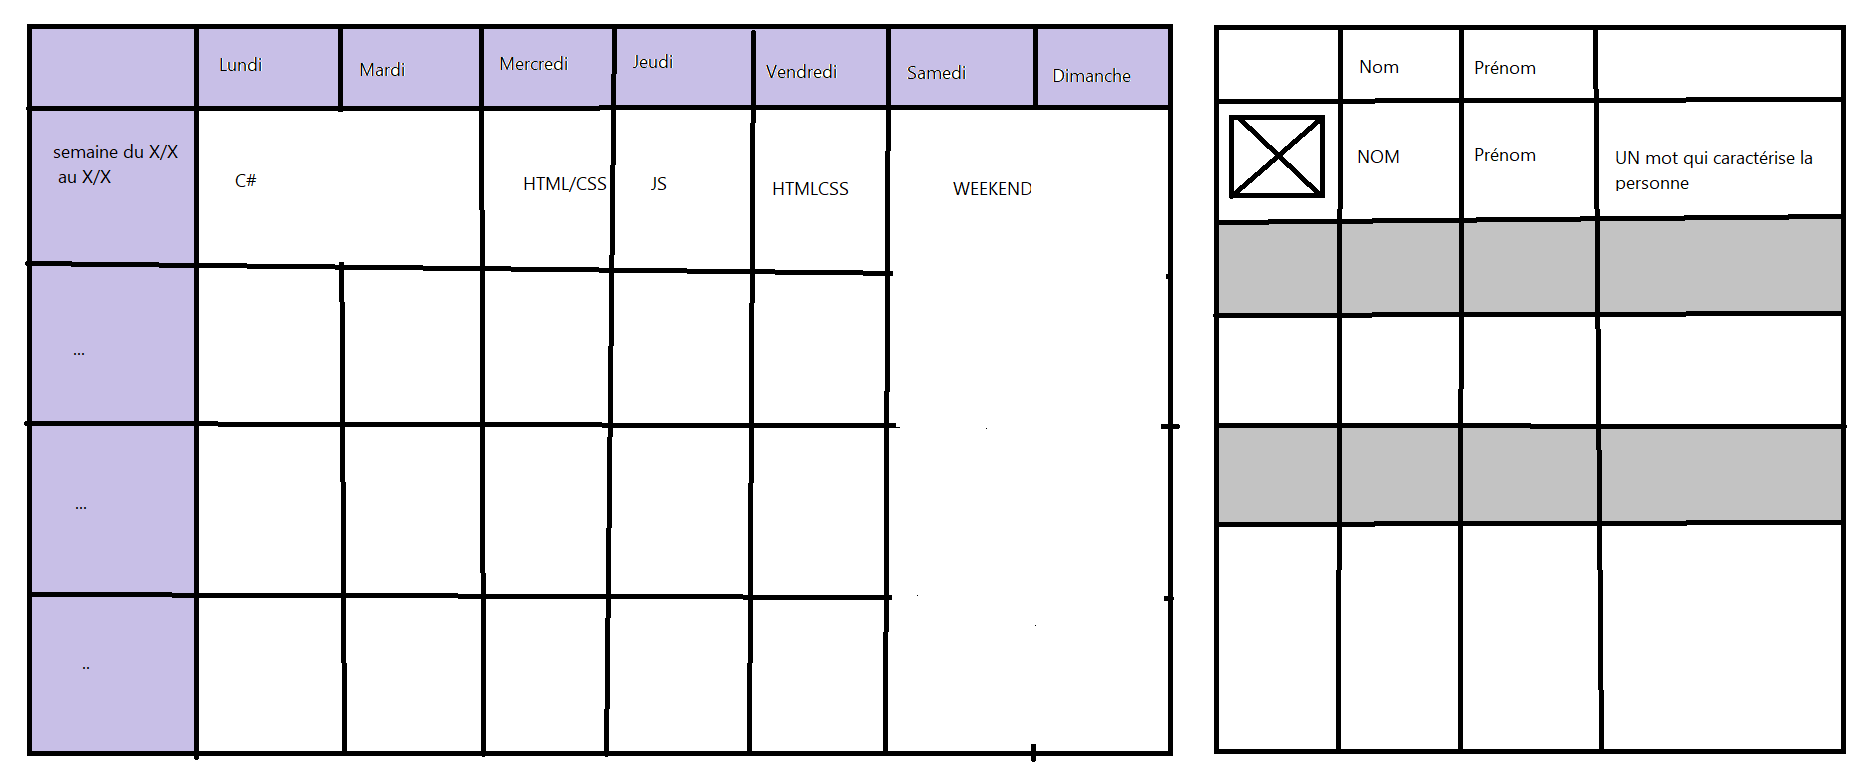 Lundi
Mardi
Mercredi
Jeudi
Vendredi
Samedi
Dimanche
semaine du X/X
au X/X
C#
HTML/CSS
JS
HTMLCSS
WEEKEND
...
...
..
Nom
Prénom
NOM
Prénom
UN mot qui caractérise la
personne